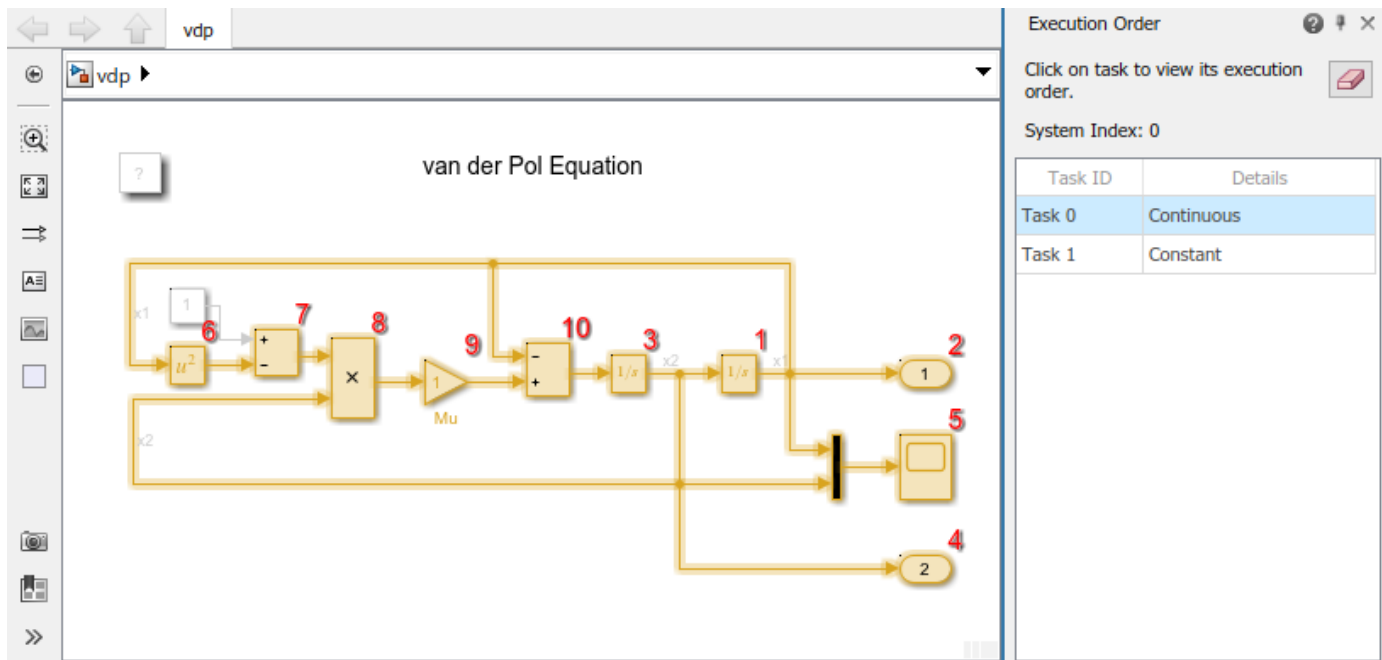 vdp
Execution Order
vdp
Click on task to view its execution
order.
System Index: 0
?
van der Pol Equation
Task ID Details
Task 0 Continuous
Task 1 Constant
x1
1
6
7
8
9
10
3
1
2
u²
+
−
×
1
−
+
1/s
x2
1/s
x1
1
Mu
5
x2
4
2